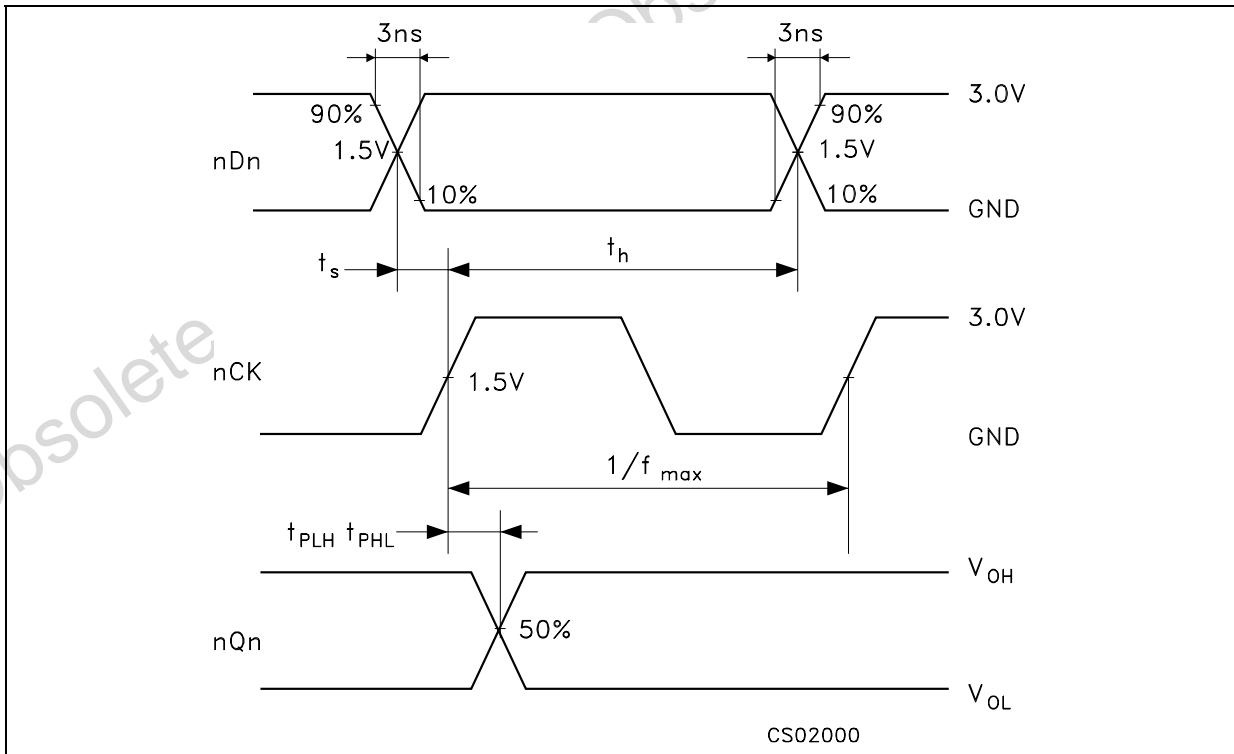 Obsolete
3ns 3ns
3.0V
90% 90%
1.5V 1.5V
nDn
10% 10%
GND
t_s t_h
3.0V
nCK
1.5V
GND
1/f max
t_PLH t_PHL
V_OH
50%
nQn
V_OL
CS02000
Obsolete